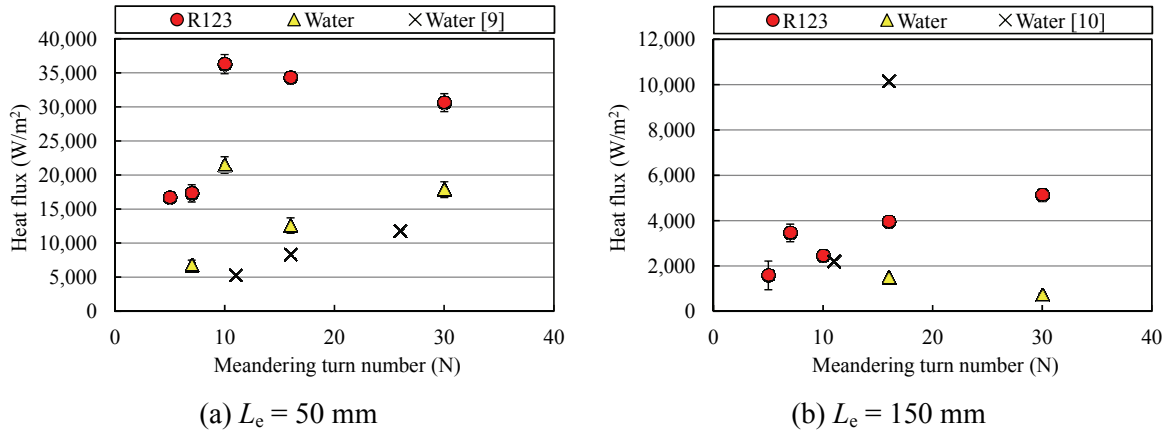 R123 Water Water [9]
40,000
35,000
30,000
25,000
20,000
15,000
10,000
5,000
0
Heat flux (W/m²)
0 10 20 30 40
Meandering turn number (N)
(a) Lₑ = 50 mm
R123 Water Water [10]
12,000
10,000
8,000
6,000
4,000
2,000
0
Heat flux (W/m²)
0 10 20 30 40
Meandering turn number (N)
(b) Lₑ = 150 mm